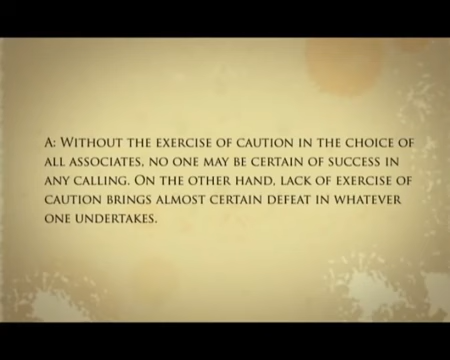 A: Without the exercise of caution in the choice of
all associates, no one may be certain of success in
any calling. On the other hand, lack of exercise of
caution brings almost certain defeat in whatever
one undertakes.